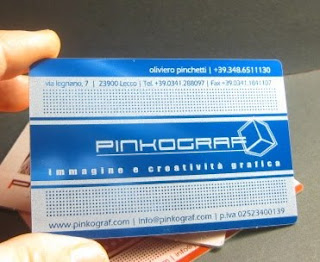 oliviero pinchetti | +39.348.6511130
via legnano, 7 | 23900 Lecco | Tel. +39.0341.288097 | Fax +39.0341.1881107
PINKOGRAF
immagine e creatività grafica
www.pinkograf.com | info@pinkograf.com | p.iva 02523400139